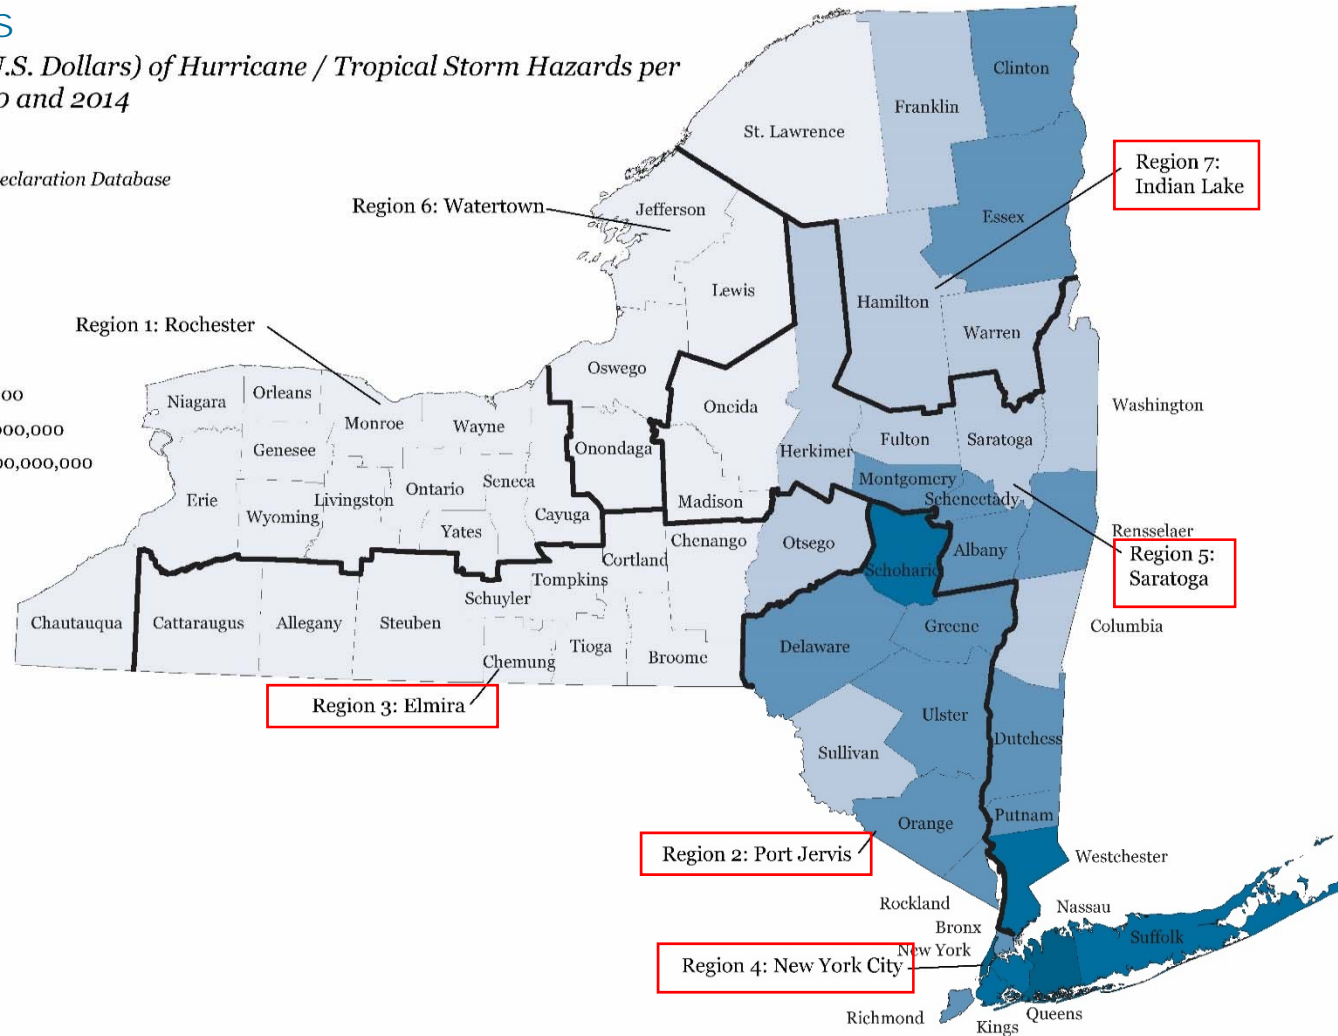 s
J.S. Dollars) of Hurricane / Tropical Storm Hazards per
0 and 2014
eclaration Database
00
000,000
00,000,000
Clinton
Franklin
St. Lawrence
Region 7:
Indian Lake
Essex
Region 6: Watertown
Jefferson
Lewis
Hamilton
Warren
Region 1: Rochester
Oswego
Oneida
Washington
Niagara
Orleans
Monroe
Wayne
Genesee
Onondaga
Herkimer
Fulton
Saratoga
Erie
Wyoming
Livingston
Ontario
Seneca
Yates
Cayuga
Madison
Montgomery
Schenectady
Rensselaer
Cortland
Chenango
Otsego
Schoharie
Albany
Region 5:
Saratoga
Chautauqua
Cattaraugus
Allegany
Steuben
Schuyler
Tompkins
Chemung
Tioga
Broome
Delaware
Greene
Columbia
Region 3: Elmira
Ulster
Sullivan
Dutchess
Orange
Putnam
Region 2: Port Jervis
Westchester
Rockland
Nassau
Bronx
New York
Suffolk
Region 4: New York City
Richmond
Kings
Queens